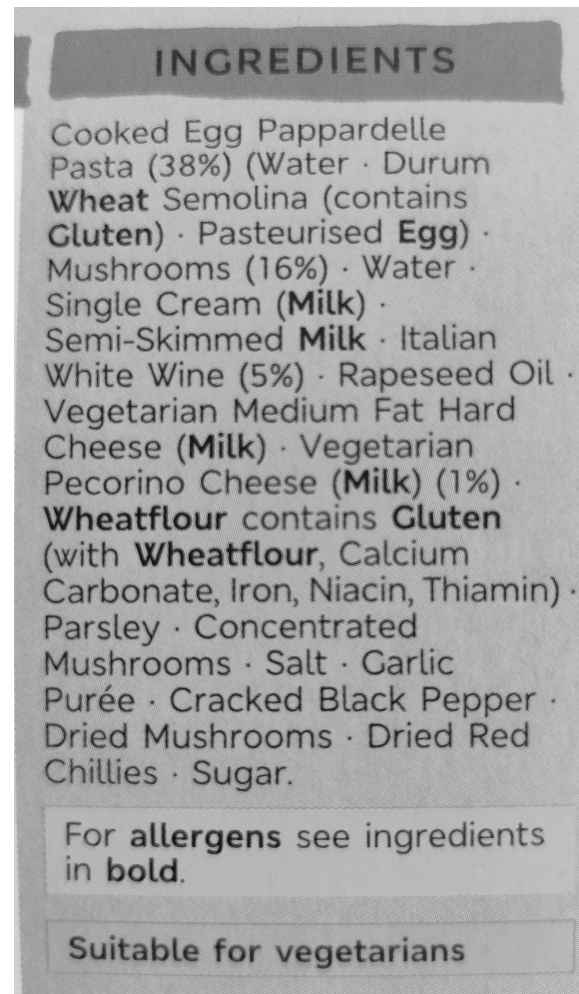 INGREDIENTS
Cooked Egg Pappardelle
Pasta (38%) (Water · Durum
Wheat Semolina (contains
Gluten) · Pasteurised Egg) ·
Mushrooms (16%) · Water ·
Single Cream (Milk) ·
Semi-Skimmed Milk · Italian
White Wine (5%) · Rapeseed Oil ·
Vegetarian Medium Fat Hard
Cheese (Milk) · Vegetarian
Pecorino Cheese (Milk) (1%) ·
Wheatflour contains Gluten
(with Wheatflour, Calcium
Carbonate, Iron, Niacin, Thiamin) ·
Parsley · Concentrated
Mushrooms · Salt · Garlic
Purée · Cracked Black Pepper ·
Dried Mushrooms · Dried Red
Chillies · Sugar.
For allergens see ingredients
in bold.
Suitable for vegetarians